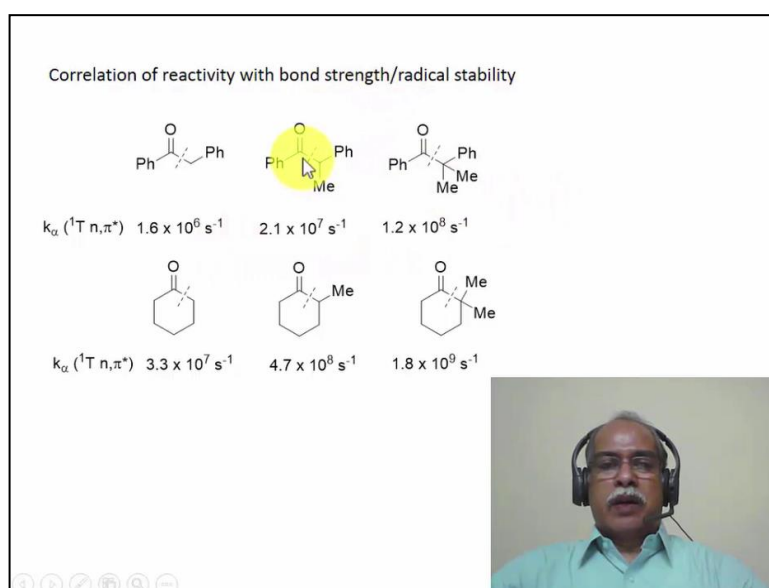 Correlation of reactivity with bond strength/radical stability
O O O
Ph Ph Ph Ph Ph Ph
Me Me
Me
kα (¹T n,π*) 1.6 x 10⁶ s⁻¹ 2.1 x 10⁷ s⁻¹ 1.2 x 10⁸ s⁻¹
O O O
Me Me
Me
kα (¹T n,π*) 3.3 x 10⁷ s⁻¹ 4.7 x 10⁸ s⁻¹ 1.8 x 10⁹ s⁻¹